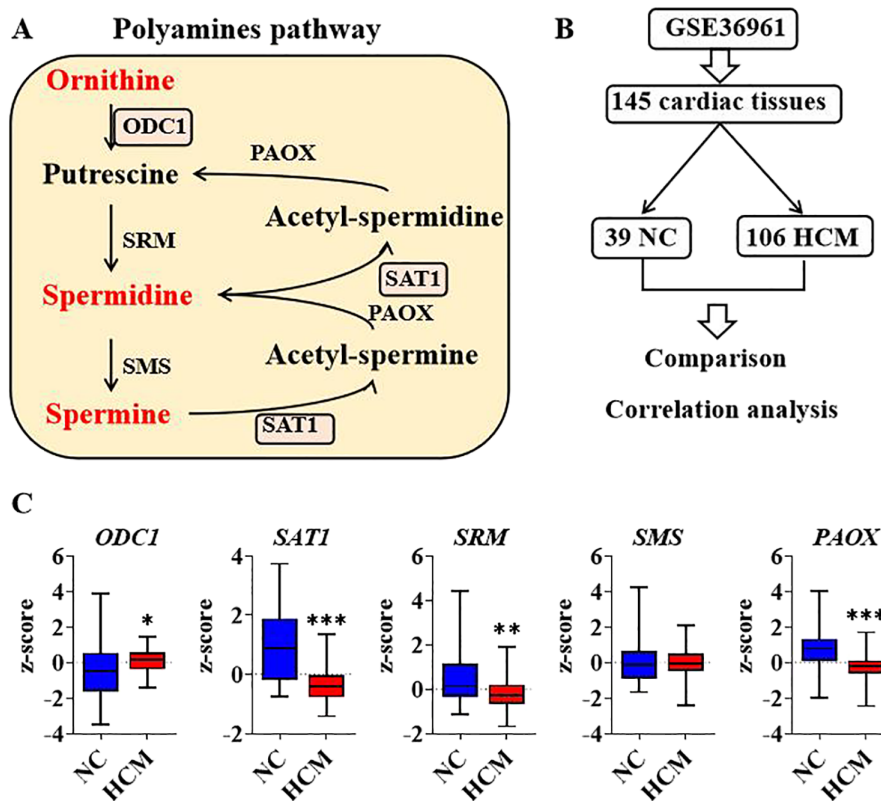 A
Polyamines pathway
Ornithine
ODC1
Putrescine
PAOX
Acetyl-spermidine
SRM
SAT1
Spermidine
PAOX
SMS
Acetyl-spermine
Spermine
SAT1
B
GSE36961
145 cardiac tissues
39 NC
106 HCM
Comparison
Correlation analysis
C
ODC1
z-score
6
4
2
0
-2
-4
*
NC
HCM
SAT1
z-score
4
2
0
-2
***
NC
HCM
SRM
z-score
6
4
2
0
-2
**
NC
HCM
SMS
z-score
6
4
2
0
-2
-4
NC
HCM
PAOX
z-score
6
4
2
0
-2
-4
***
NC
HCM